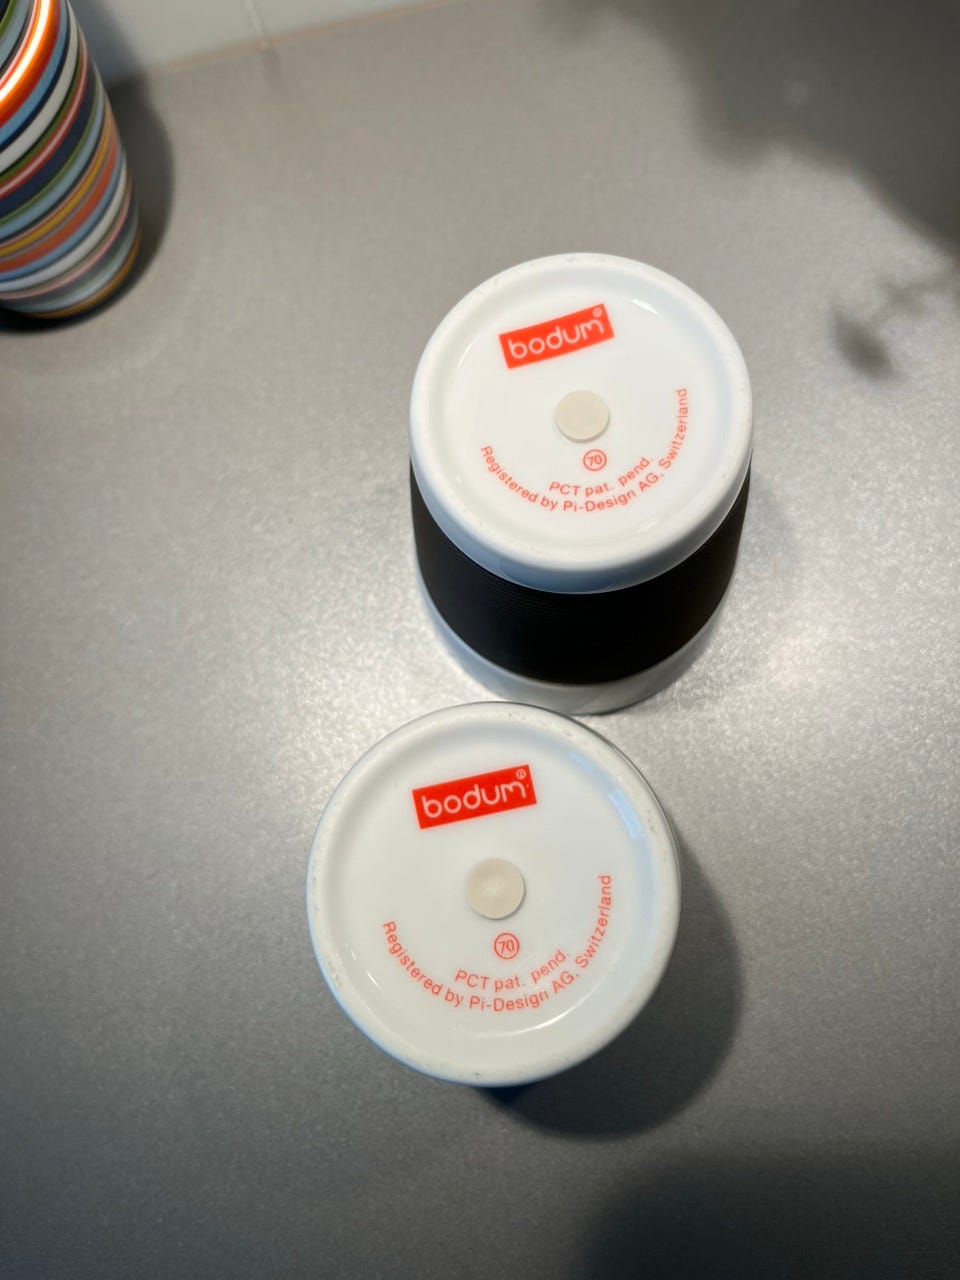 bodum®
70
PCT pat. pend.
Registered by Pi-Design AG, Switzerland
bodum®
70
PCT pat. pend.
Registered by Pi-Design AG, Switzerland